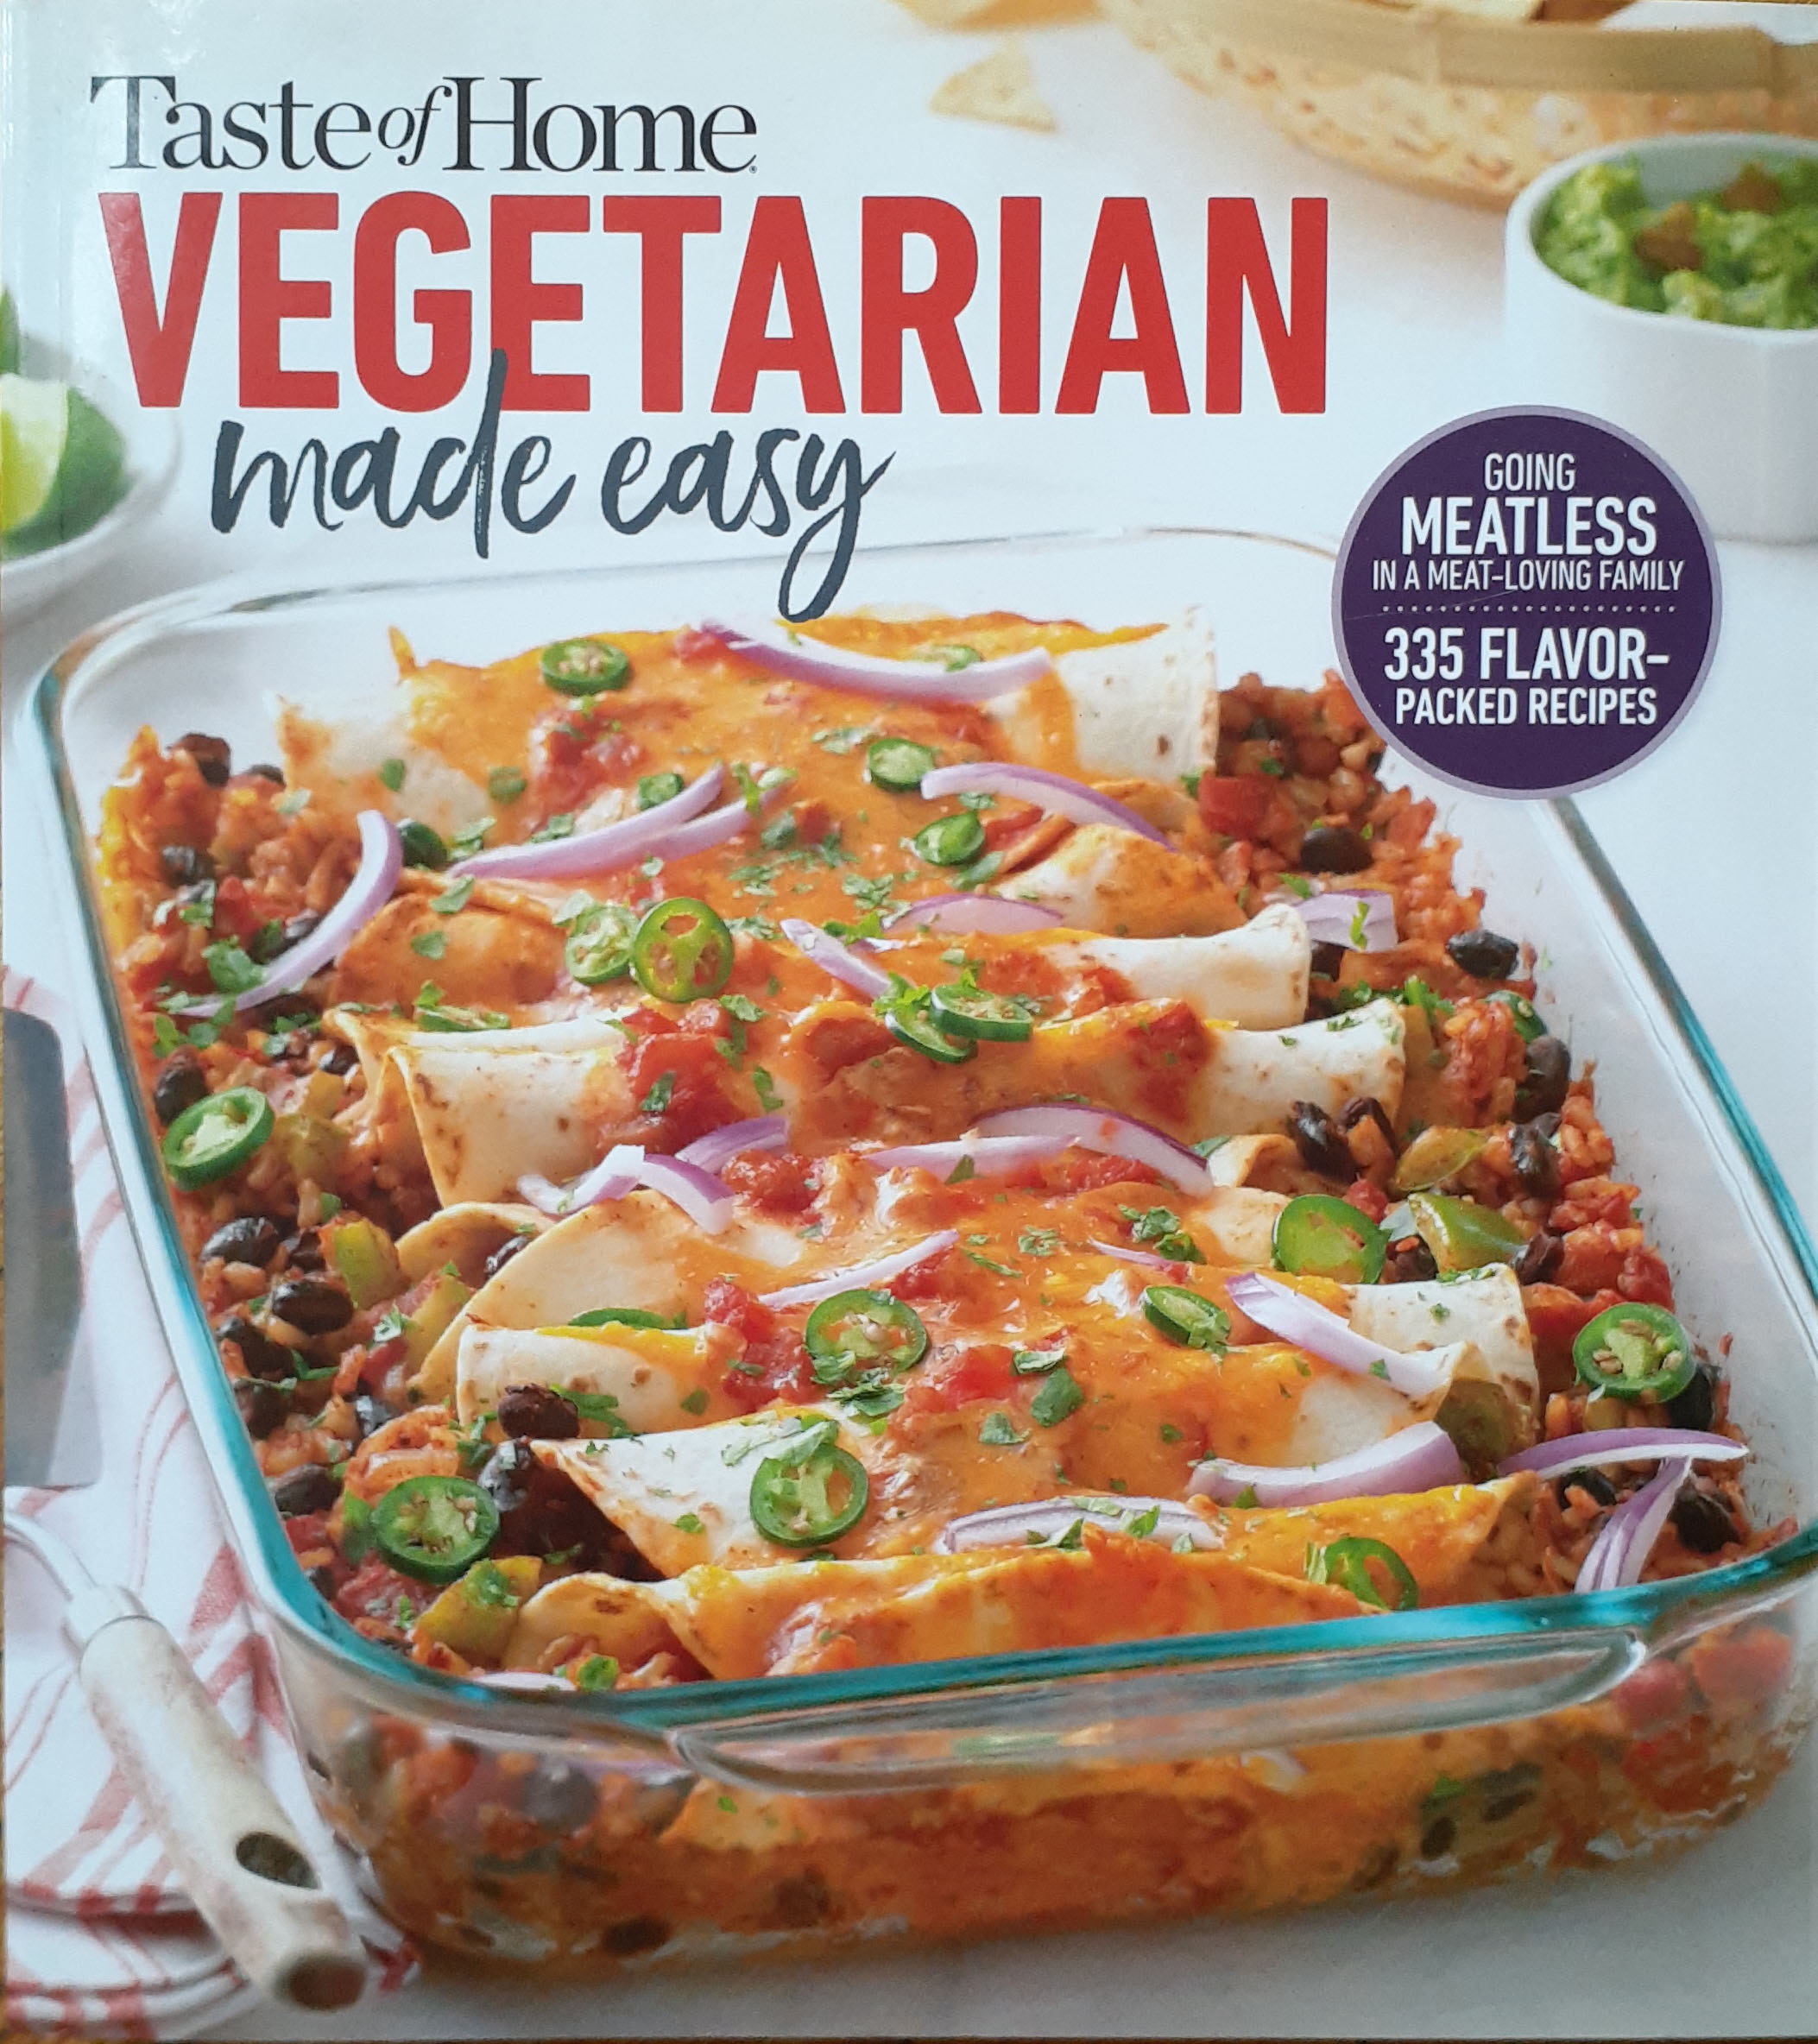 Taste of Home
VEGETARIAN
made easy
GOING
MEATLESS
IN A MEAT-LOVING FAMILY
335 FLAVOR-
PACKED RECIPES